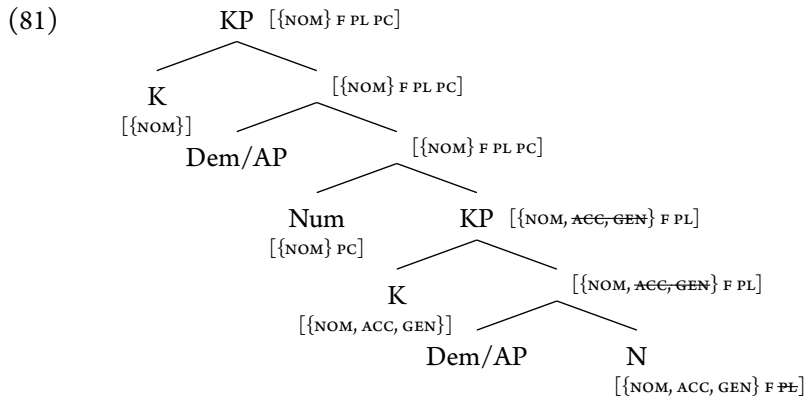 (81)
KP [{NOM} F PL PC]
K
[{NOM}]
[{NOM} F PL PC]
Dem/AP
[{NOM} F PL PC]
Num
[{NOM} PC]
KP [{NOM, ACC, GEN} F PL]
K
[{NOM, ACC, GEN}]
[{NOM, ACC, GEN} F PL]
Dem/AP
N
[{NOM, ACC, GEN} F PL]